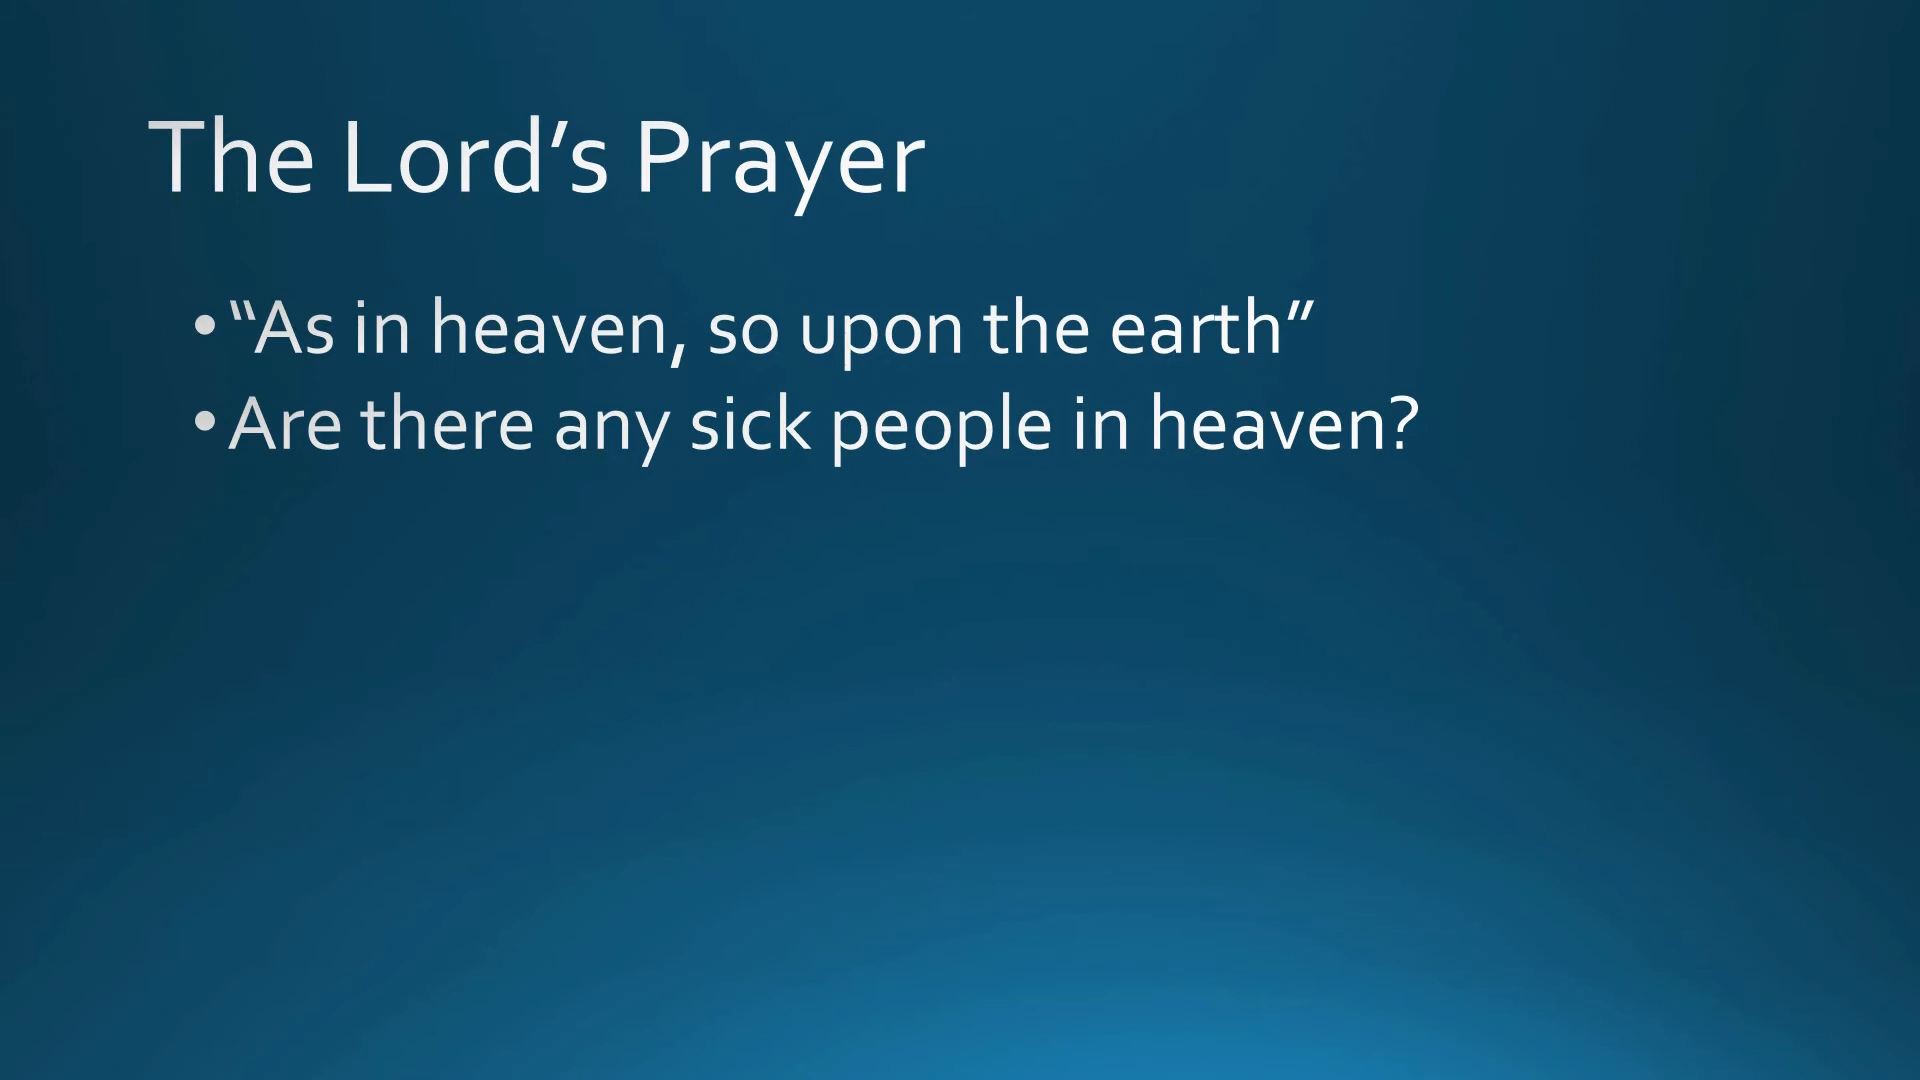 The Lord’s Prayer
•“As in heaven, so upon the earth”
•Are there any sick people in heaven?